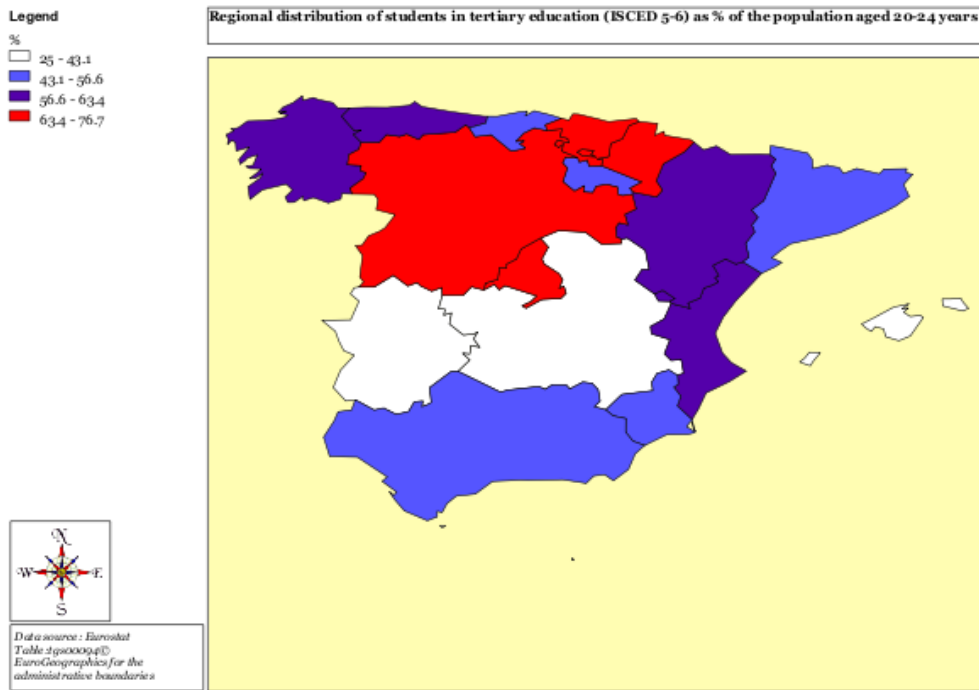 Legend
Regional distribution of students in tertiary education (ISCED 5-6) as % of the population aged 20-24 years
%
25 - 43.1
43.1 - 56.6
56.6 - 63.4
63.4 - 76.7
N
W E
S
Data source : Eurostat
Table:tgs00094©
EuroGeographics for the
administrative boundaries